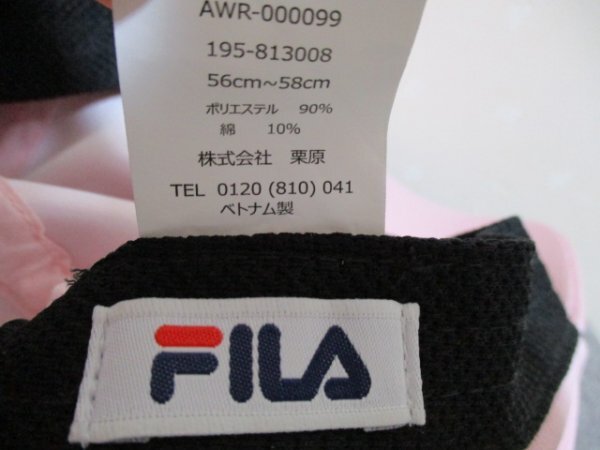 AWR-000099
195-813008
56cm~58cm
ポリエステル 90%
綿 10%
株式会社 栗原
TEL 0120 (810) 041
ベトナム製
FILA